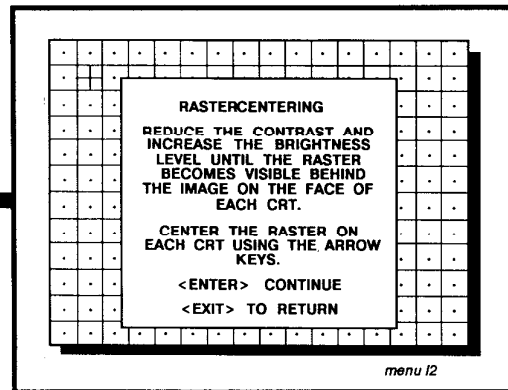 RASTERCENTERING
REDUCE THE CONTRAST AND
INCREASE THE BRIGHTNESS
LEVEL UNTIL THE RASTER
BECOMES VISIBLE BEHIND
THE IMAGE ON THE FACE OF
EACH CRT.
CENTER THE RASTER ON
EACH CRT USING THE ARROW
KEYS.
<ENTER> CONTINUE
<EXIT> TO RETURN
menu I2